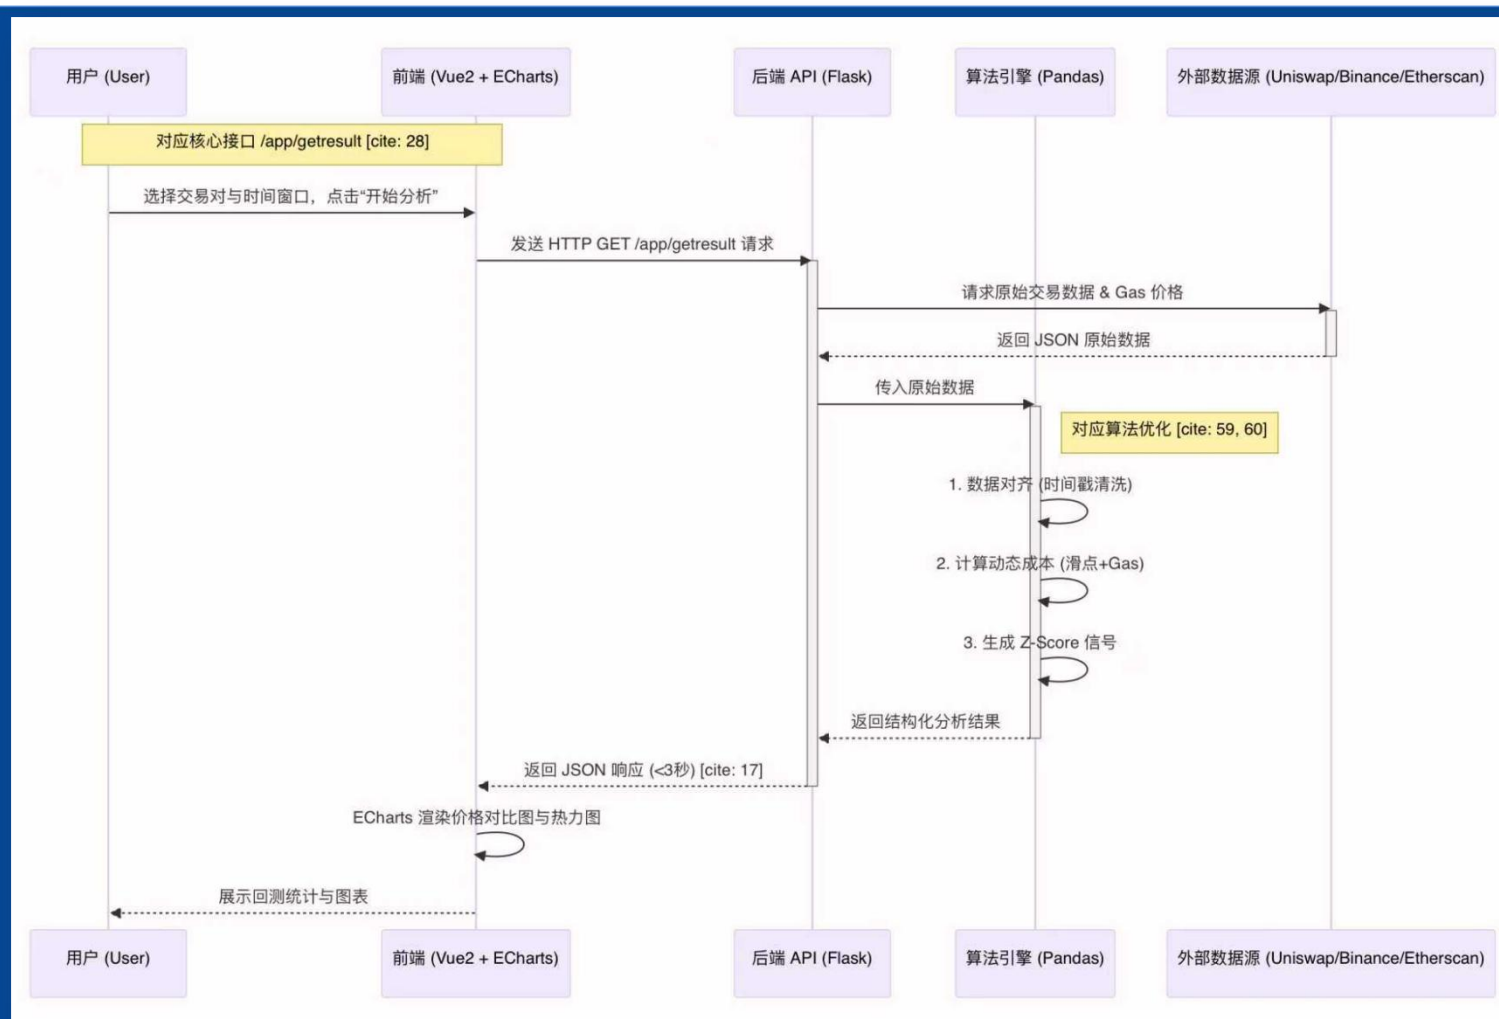 用户 (User)
前端 (Vue2 + ECharts)
后端 API (Flask)
算法引擎 (Pandas)
外部数据源 (Uniswap/Binance/Etherscan)
对应核心接口 /app/getresult [cite: 28]
选择交易对与时间窗口，点击“开始分析”
发送 HTTP GET /app/getresult 请求
请求原始交易数据 & Gas 价格
返回 JSON 原始数据
传入原始数据
对应算法优化 [cite: 59, 60]
1. 数据对齐 (时间戳清洗)
2. 计算动态成本 (滑点+Gas)
3. 生成 Z-Score 信号
返回结构化分析结果
返回 JSON 响应 (<3秒) [cite: 17]
ECharts 渲染价格对比图与热力图
展示回测统计与图表
用户 (User)
前端 (Vue2 + ECharts)
后端 API (Flask)
算法引擎 (Pandas)
外部数据源 (Uniswap/Binance/Etherscan)